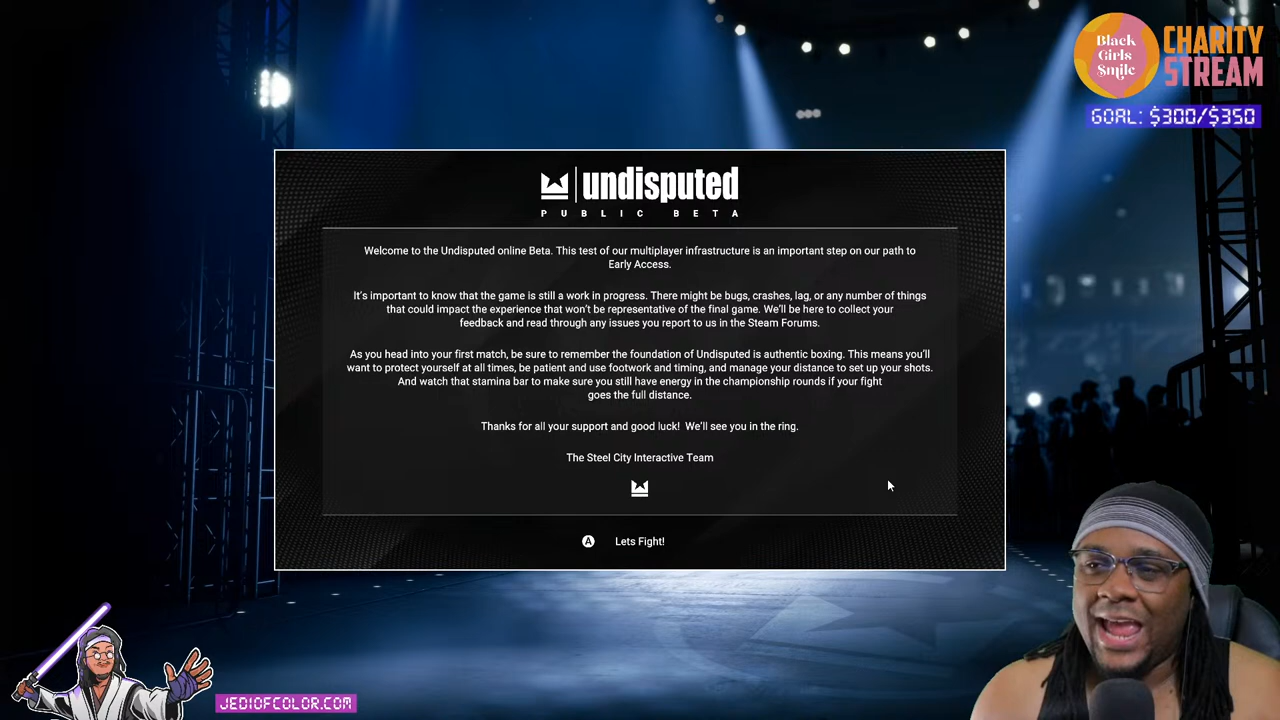 Black
Girls
Smile
CHARITY
STREAM
GOAL: $300/$350
undisputed
PUBLIC BETA
Welcome to the Undisputed online Beta. This test of our multiplayer infrastructure is an important step on our path to
Early Access.
It's important to know that the game is still a work in progress. There might be bugs, crashes, lag, or any number of things
that could impact the experience that won't be representative of the final game. We'll be here to collect your
feedback and read through any issues you report to us in the Steam Forums.
As you head into your first match, be sure to remember the foundation of Undisputed is authentic boxing. This means you'll
want to protect yourself at all times, be patient and use footwork and timing, and manage your distance to set up your shots.
And watch that stamina bar to make sure you still have energy in the championship rounds if your fight
goes the full distance.
Thanks for all your support and good luck! We'll see you in the ring.
The Steel City Interactive Team
A Lets Fight!
JEDIOFCOLOR.COM